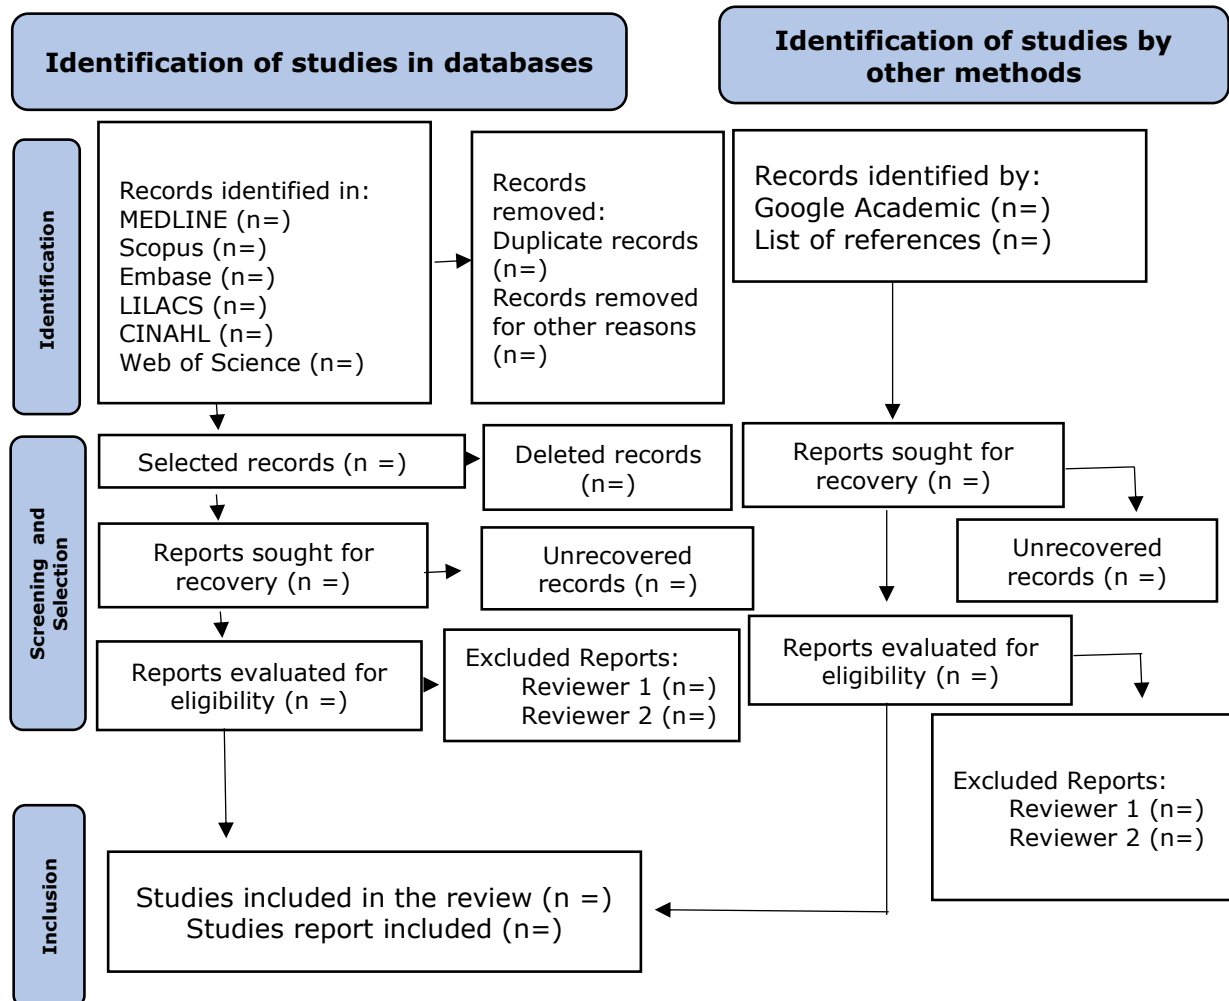 Identification of studies in databases
Identification of studies by
other methods
Identification
Records identified in:
MEDLINE (n=)
Scopus (n=)
Embase (n=)
LILACS (n=)
CINAHL (n=)
Web of Science (n=)
Records
removed:
Duplicate records
(n=)
Records removed
for other reasons
(n=)
Records identified by:
Google Academic (n=)
List of references (n=)
Screening and
Selection
Selected records (n =)
Deleted records
(n=)
Reports sought for
recovery (n =)
Unrecovered
records (n =)
Reports evaluated for
eligibility (n =)
Excluded Reports:
Reviewer 1 (n=)
Reviewer 2 (n=)
Reports sought for
recovery (n =)
Unrecovered
records (n =)
Reports evaluated for
eligibility (n =)
Excluded Reports:
Reviewer 1 (n=)
Reviewer 2 (n=)
Inclusion
Studies included in the review (n =)
Studies report included (n=)